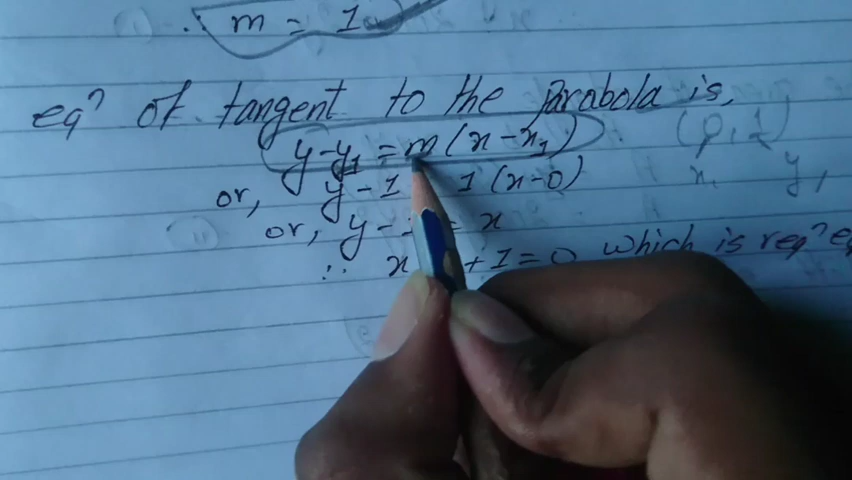 ∴ m = 1
eqⁿ of tangent to the parabola is,
y-y₁ = m(x-x₁) (0,1)
or, y-1 1(x-0) x₁ y₁
or, y- = x
∴ x +1=0 which is reqⁿ